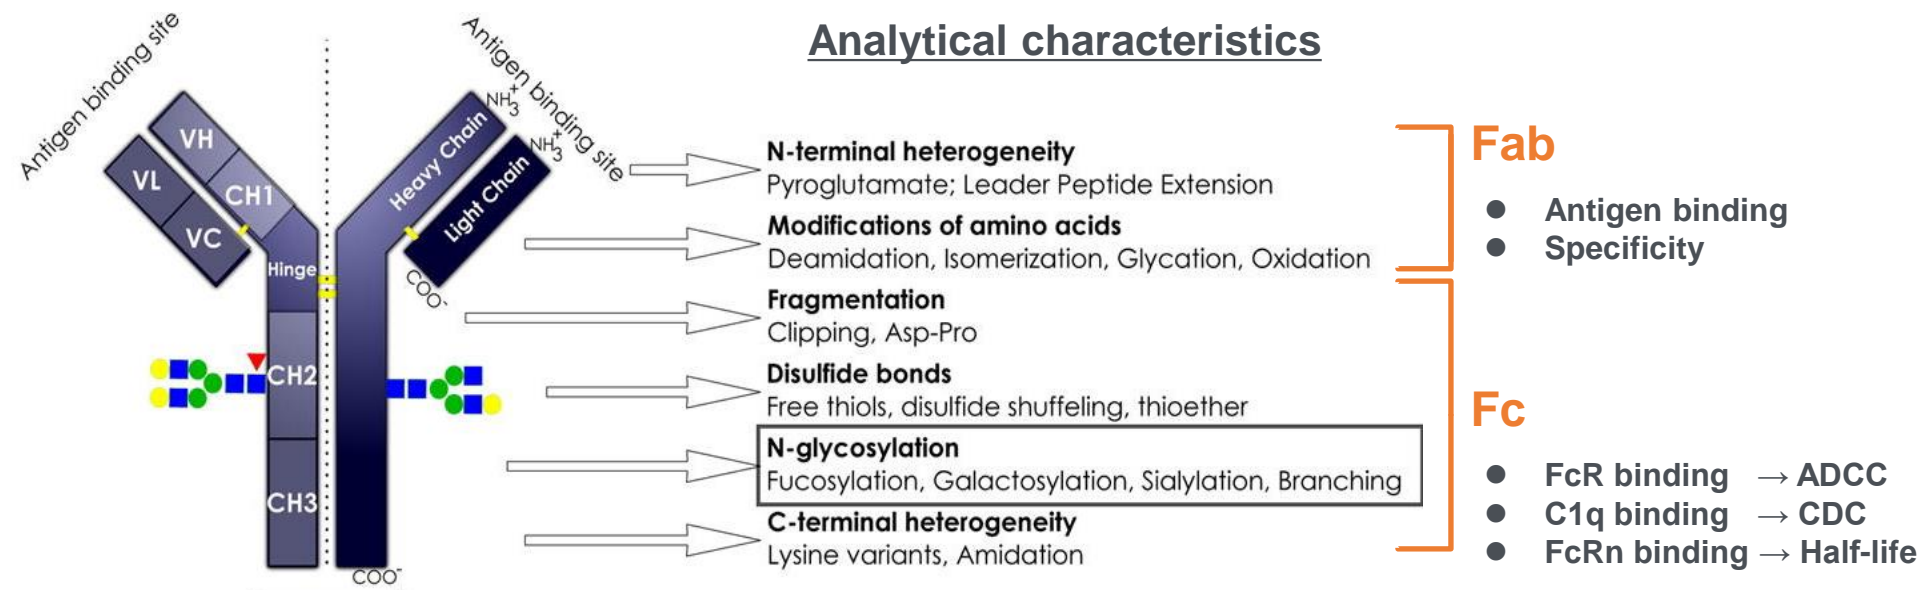 Analytical characteristics
Antigen binding site
Antigen binding site
NH3+
NH3+
VH
CH1
VL
VC
Hinge
CH2
CH3
Heavy Chain
Light Chain
COO-
COO-
N-terminal heterogeneity
Pyroglutamate; Leader Peptide Extension
Modifications of amino acids
Deamidation, Isomerization, Glycation, Oxidation
Fragmentation
Clipping, Asp-Pro
Disulfide bonds
Free thiols, disulfide shuffeling, thioether
N-glycosylation
Fucosylation, Galactosylation, Sialylation, Branching
C-terminal heterogeneity
Lysine variants, Amidation
Fab
● Antigen binding
● Specificity
Fc
● FcR binding → ADCC
● C1q binding → CDC
● FcRn binding → Half-life